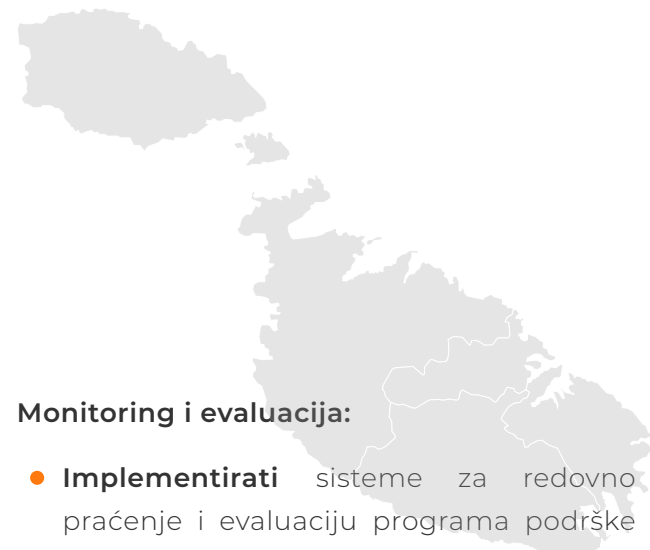 Monitoring i evaluacija:
Implementirati sisteme za redovno
praćenje i evaluaciju programa podrške